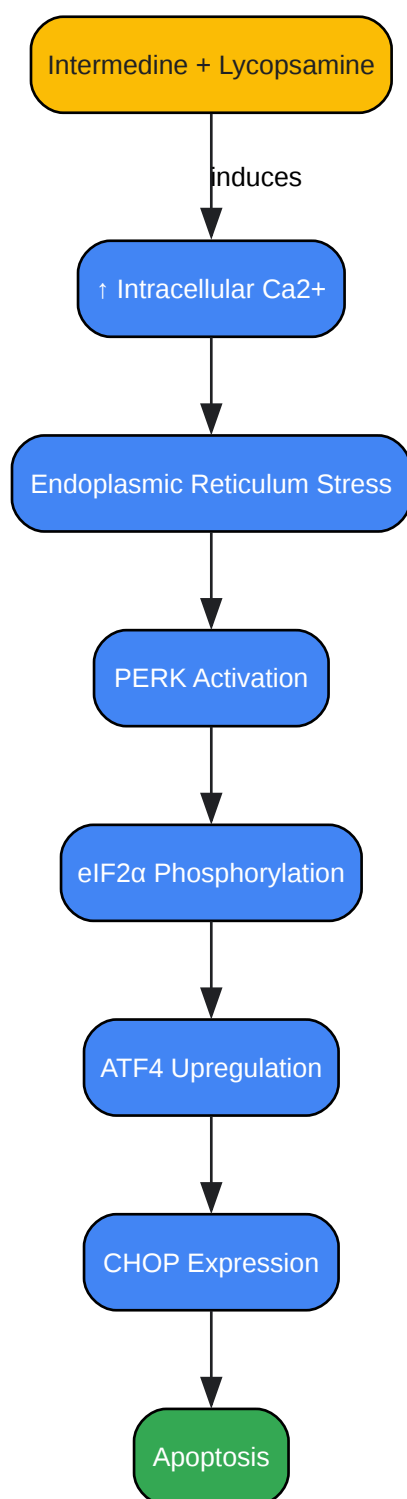 Intermedine + Lycopsamine
induces
↑ Intracellular Ca2+
Endoplasmic Reticulum Stress
PERK Activation
eIF2α Phosphorylation
ATF4 Upregulation
CHOP Expression
Apoptosis